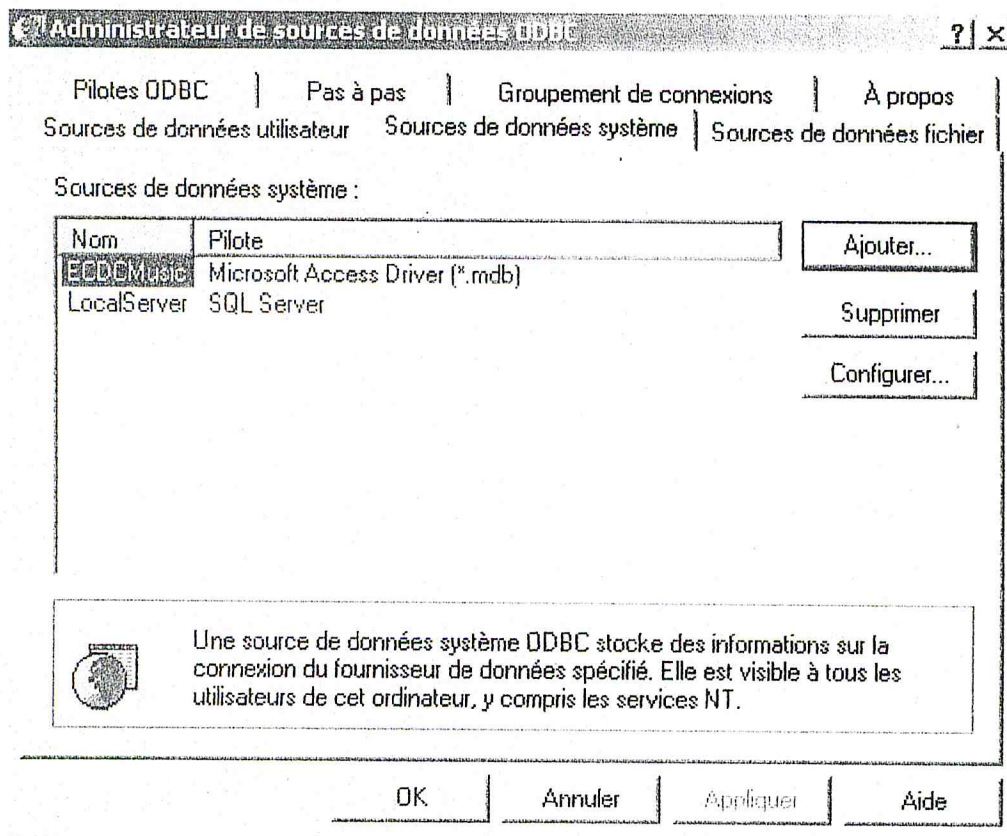 Administrateur de sources de données ODBC
Pilotes ODBC Pas à pas Groupement de connexions À propos
Sources de données utilisateur Sources de données système Sources de données fichier
Sources de données système :
Nom Pilote
ECDCMusic Microsoft Access Driver (*.mdb)
LocalServer SQL Server
Ajouter...
Supprimer
Configurer...
Une source de données système ODBC stocke des informations sur la
connexion du fournisseur de données spécifié. Elle est visible à tous les
utilisateurs de cet ordinateur, y compris les services NT.
OK Annuler Appliquer Aide